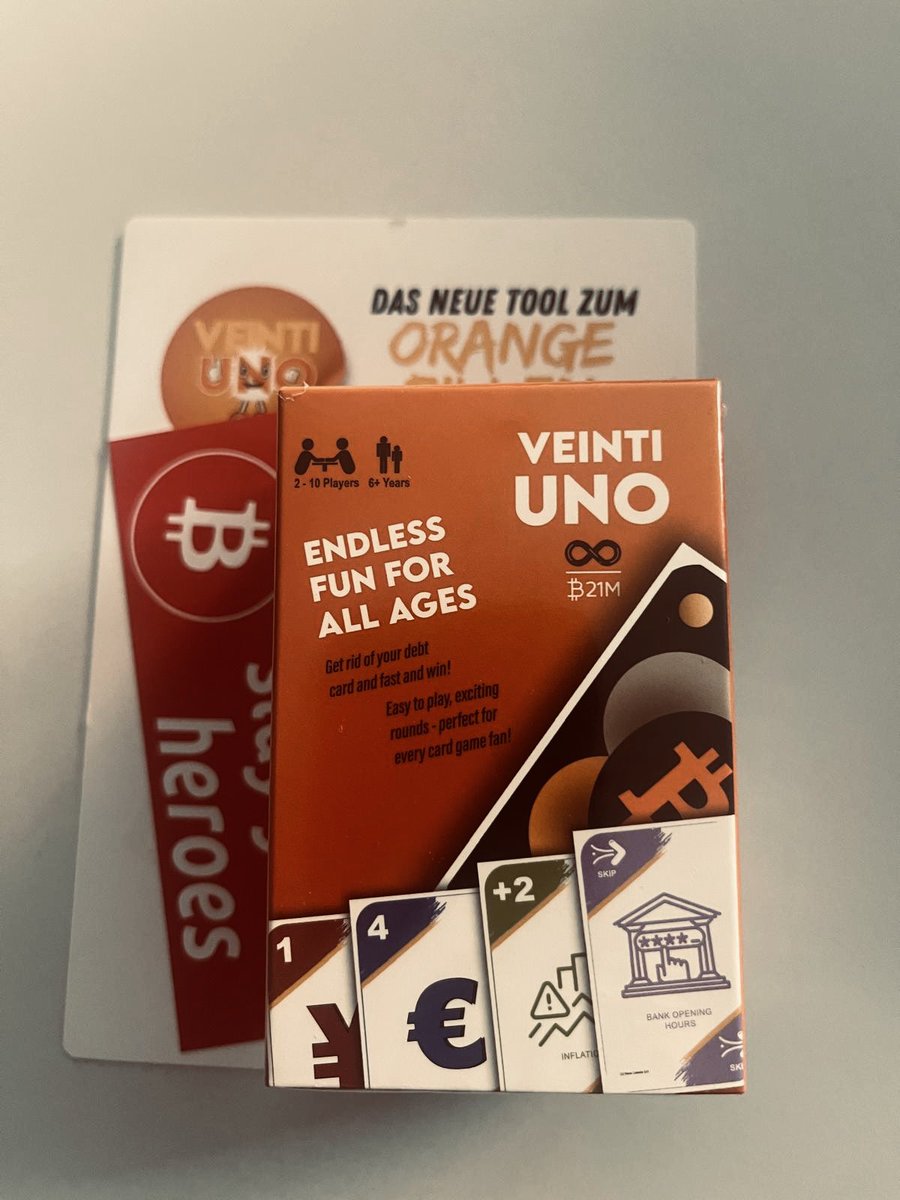 VEINTI
UNO
DAS NEUE TOOL ZUM
ORANGE
heroes
2 - 10 Players 6+ Years
VEINTI
UNO
₿21M
ENDLESS
FUN FOR
ALL AGES
Get rid of your debt
card and fast and win!
Easy to play, exciting
rounds - perfect for
every card game fan!
1
¥
4
€
+2
INFLATIO
SKIP
****
BANK OPENING
HOURS
SKI